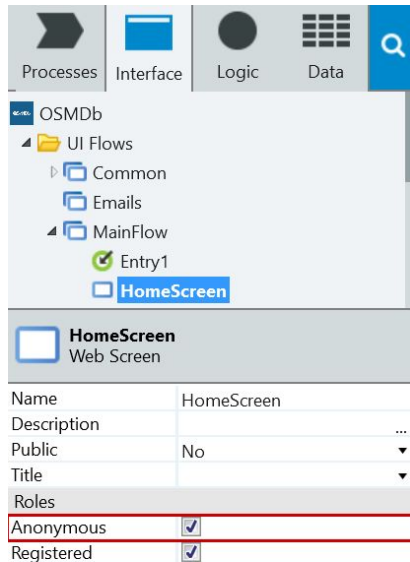 Processes Interface Logic Data
OSMDb
UI Flows
Common
Emails
MainFlow
Entry1
HomeScreen
HomeScreen
Web Screen
Name HomeScreen
Description ...
Public No
Title
Roles
Anonymous
Registered